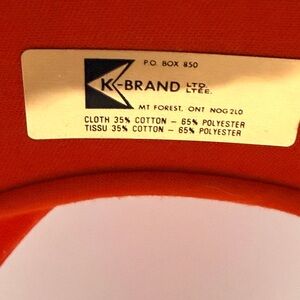 P.O. BOX 850
K-BRAND LTD. LTEE.
MT FOREST, ONT NOG 2L0
CLOTH 35% COTTON - 65% POLYESTER
TISSU 35% COTTON - 65% POLYESTER